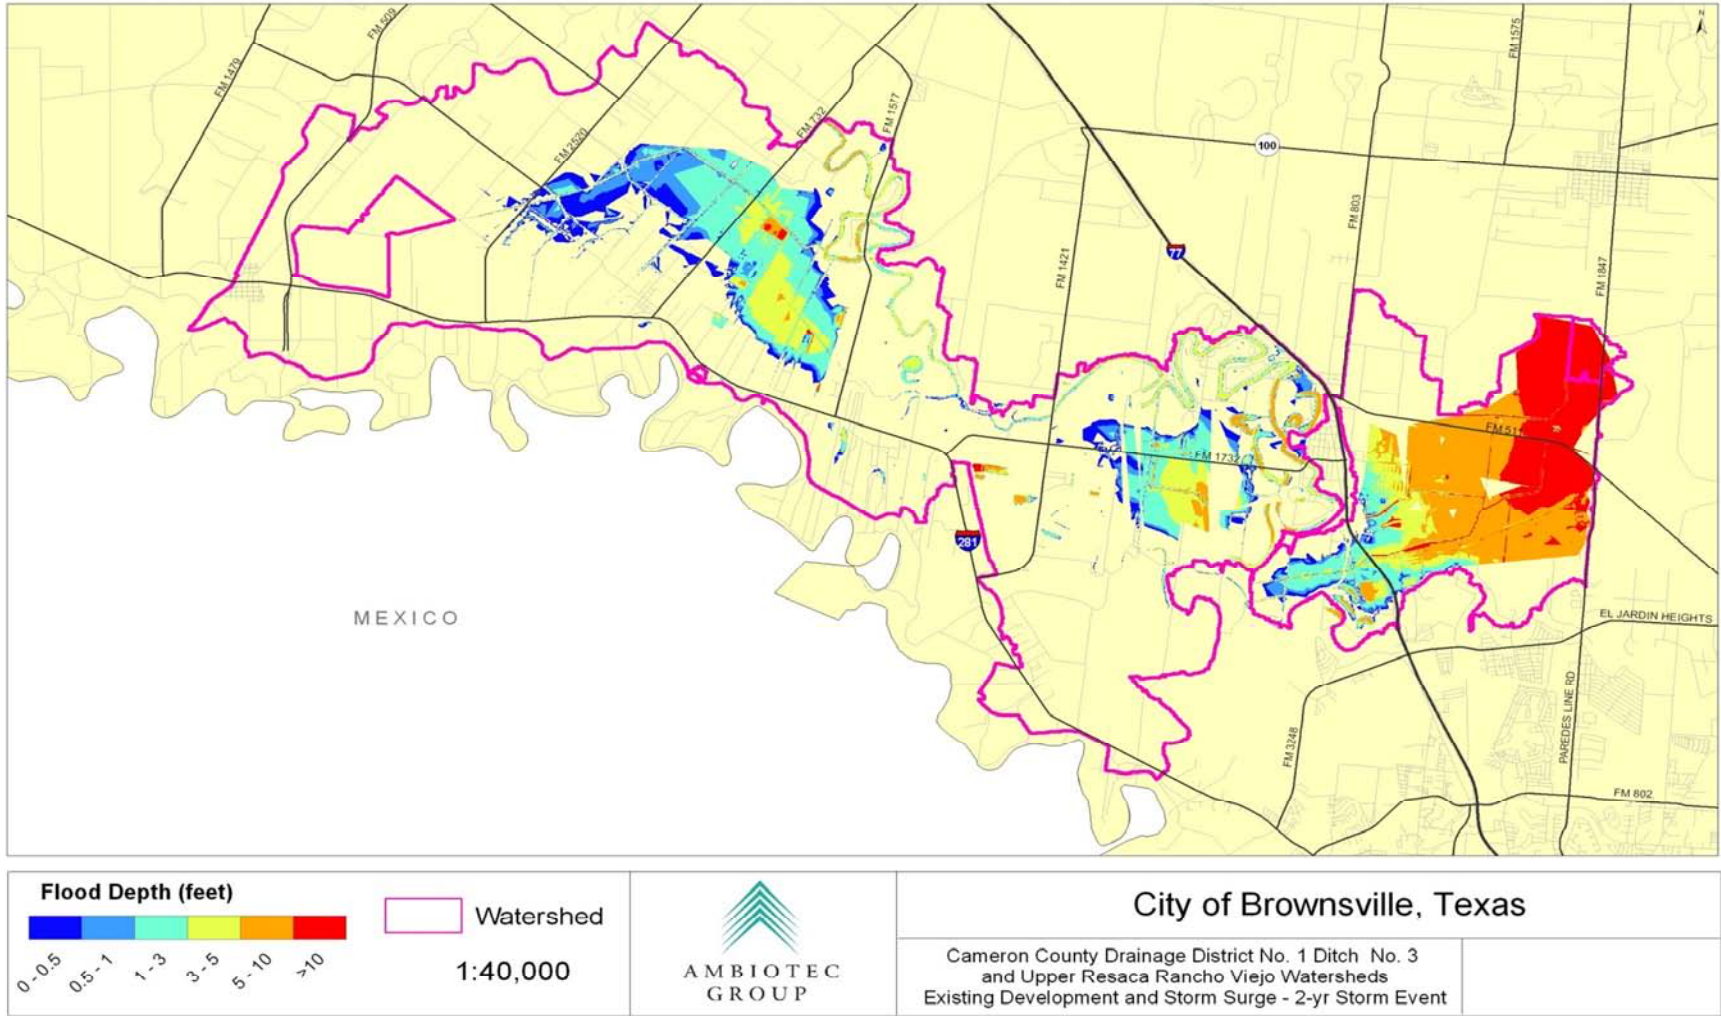 FM 509
FM 1479
FM 2520
FM 732
FM 1577
FM 1575
N
100
FM 803
77
FM 1421
FM 1847
FM 511
FM 1732
281
MEXICO
EL JARDIN HEIGHTS
PAREDES LINE RD
FM 3248
FM 802
Flood Depth (feet)
0 - 0.5
0.5 - 1
1 - 3
3 - 5
5 - 10
>10
Watershed
1:40,000
AMBIOTEC
GROUP
City of Brownsville, Texas
Cameron County Drainage District No. 1 Ditch No. 3
and Upper Resaca Rancho Viejo Watersheds
Existing Development and Storm Surge - 2-yr Storm Event